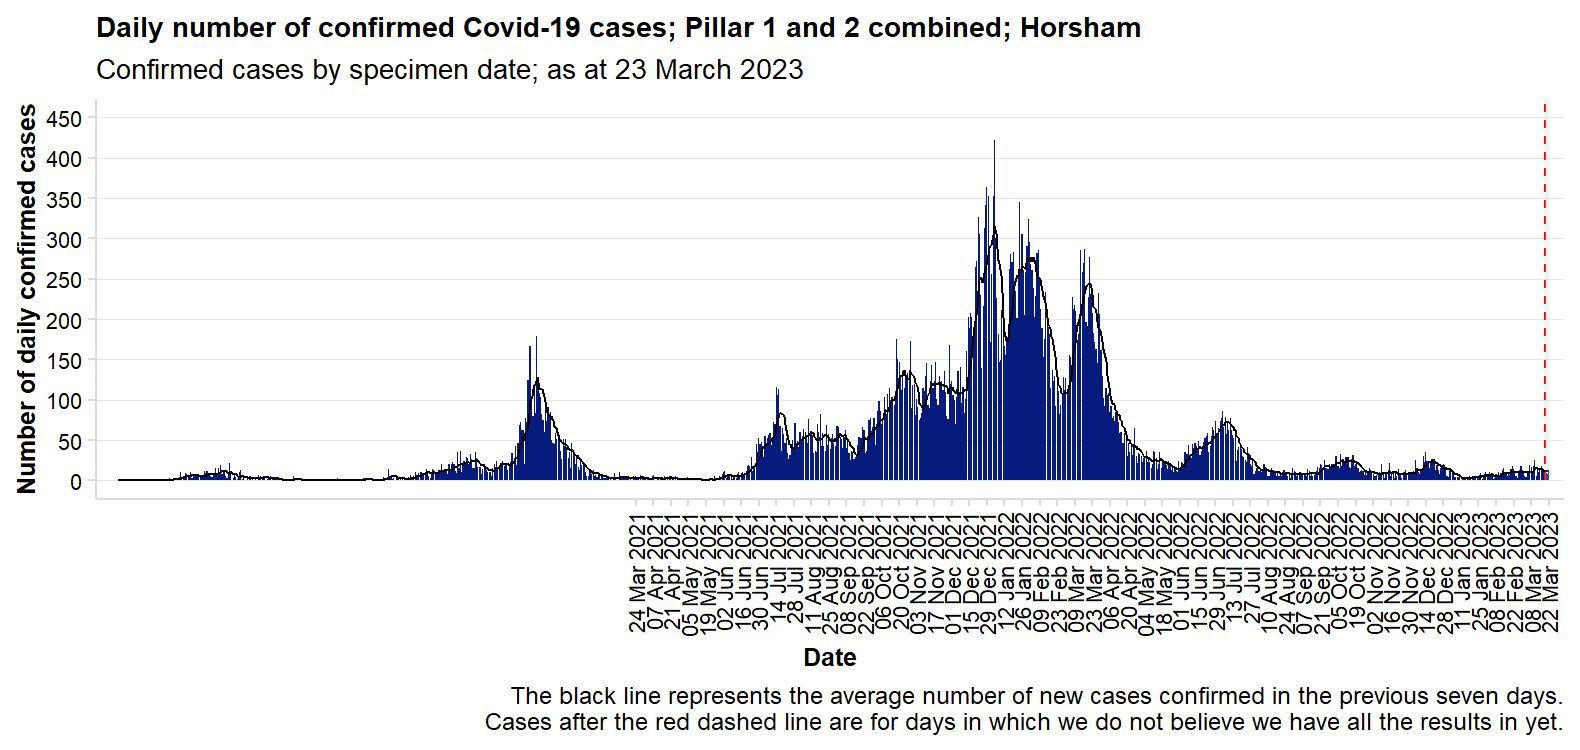 Daily number of confirmed Covid-19 cases; Pillar 1 and 2 combined; Horsham
Confirmed cases by specimen date; as at 23 March 2023
Number of daily confirmed cases
450
400
350
300
250
200
150
100
50
0
24 Mar 2021
07 Apr 2021
21 Apr 2021
05 May 2021
19 May 2021
02 Jun 2021
16 Jun 2021
30 Jun 2021
14 Jul 2021
28 Jul 2021
11 Aug 2021
25 Aug 2021
08 Sep 2021
22 Sep 2021
06 Oct 2021
20 Oct 2021
03 Nov 2021
17 Nov 2021
01 Dec 2021
15 Dec 2021
29 Dec 2021
12 Jan 2022
26 Jan 2022
09 Feb 2022
23 Feb 2022
09 Mar 2022
23 Mar 2022
06 Apr 2022
20 Apr 2022
04 May 2022
18 May 2022
01 Jun 2022
15 Jun 2022
29 Jun 2022
13 Jul 2022
27 Jul 2022
10 Aug 2022
24 Aug 2022
07 Sep 2022
21 Sep 2022
05 Oct 2022
19 Oct 2022
02 Nov 2022
16 Nov 2022
30 Nov 2022
14 Dec 2022
28 Dec 2022
11 Jan 2023
25 Jan 2023
08 Feb 2023
22 Feb 2023
08 Mar 2023
22 Mar 2023
Date
The black line represents the average number of new cases confirmed in the previous seven days.
Cases after the red dashed line are for days in which we do not believe we have all the results in yet.